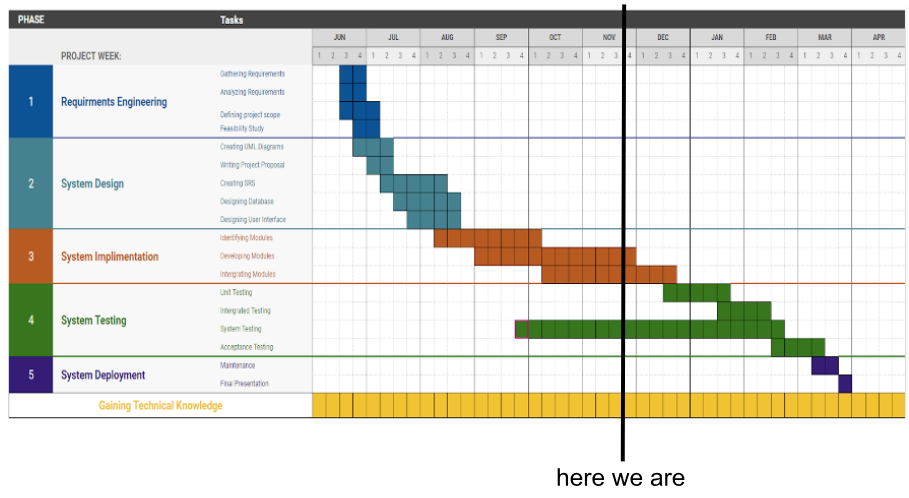 PHASE Tasks
JUN JUL AUG SEP OCT NOV DEC JAN FEB MAR APR
PROJECT WEEK: 1 2 3 4 1 2 3 4 1 2 3 4 1 2 3 4 1 2 3 4 1 2 3 4 1 2 3 4 1 2 3 4 1 2 3 4 1 2 3 4 1 2 3 4
1 Requirments Engineering
Gathering Requirements
Analyzing Requirements
Defining project scope
Feasibility Study
2 System Design
Creating UML Diagrams
Writing Project Proposal
Creating SRS
Designing Database
Designing User Interface
3 System Implimentation
Identifying Modules
Developing Modules
Intergrating Modules
4 System Testing
Unit Testing
Intergrated Testing
System Testing
Acceptance Testing
5 System Deployment
Maintenance
Final Presentation
Gaining Technical Knowledge
here we are